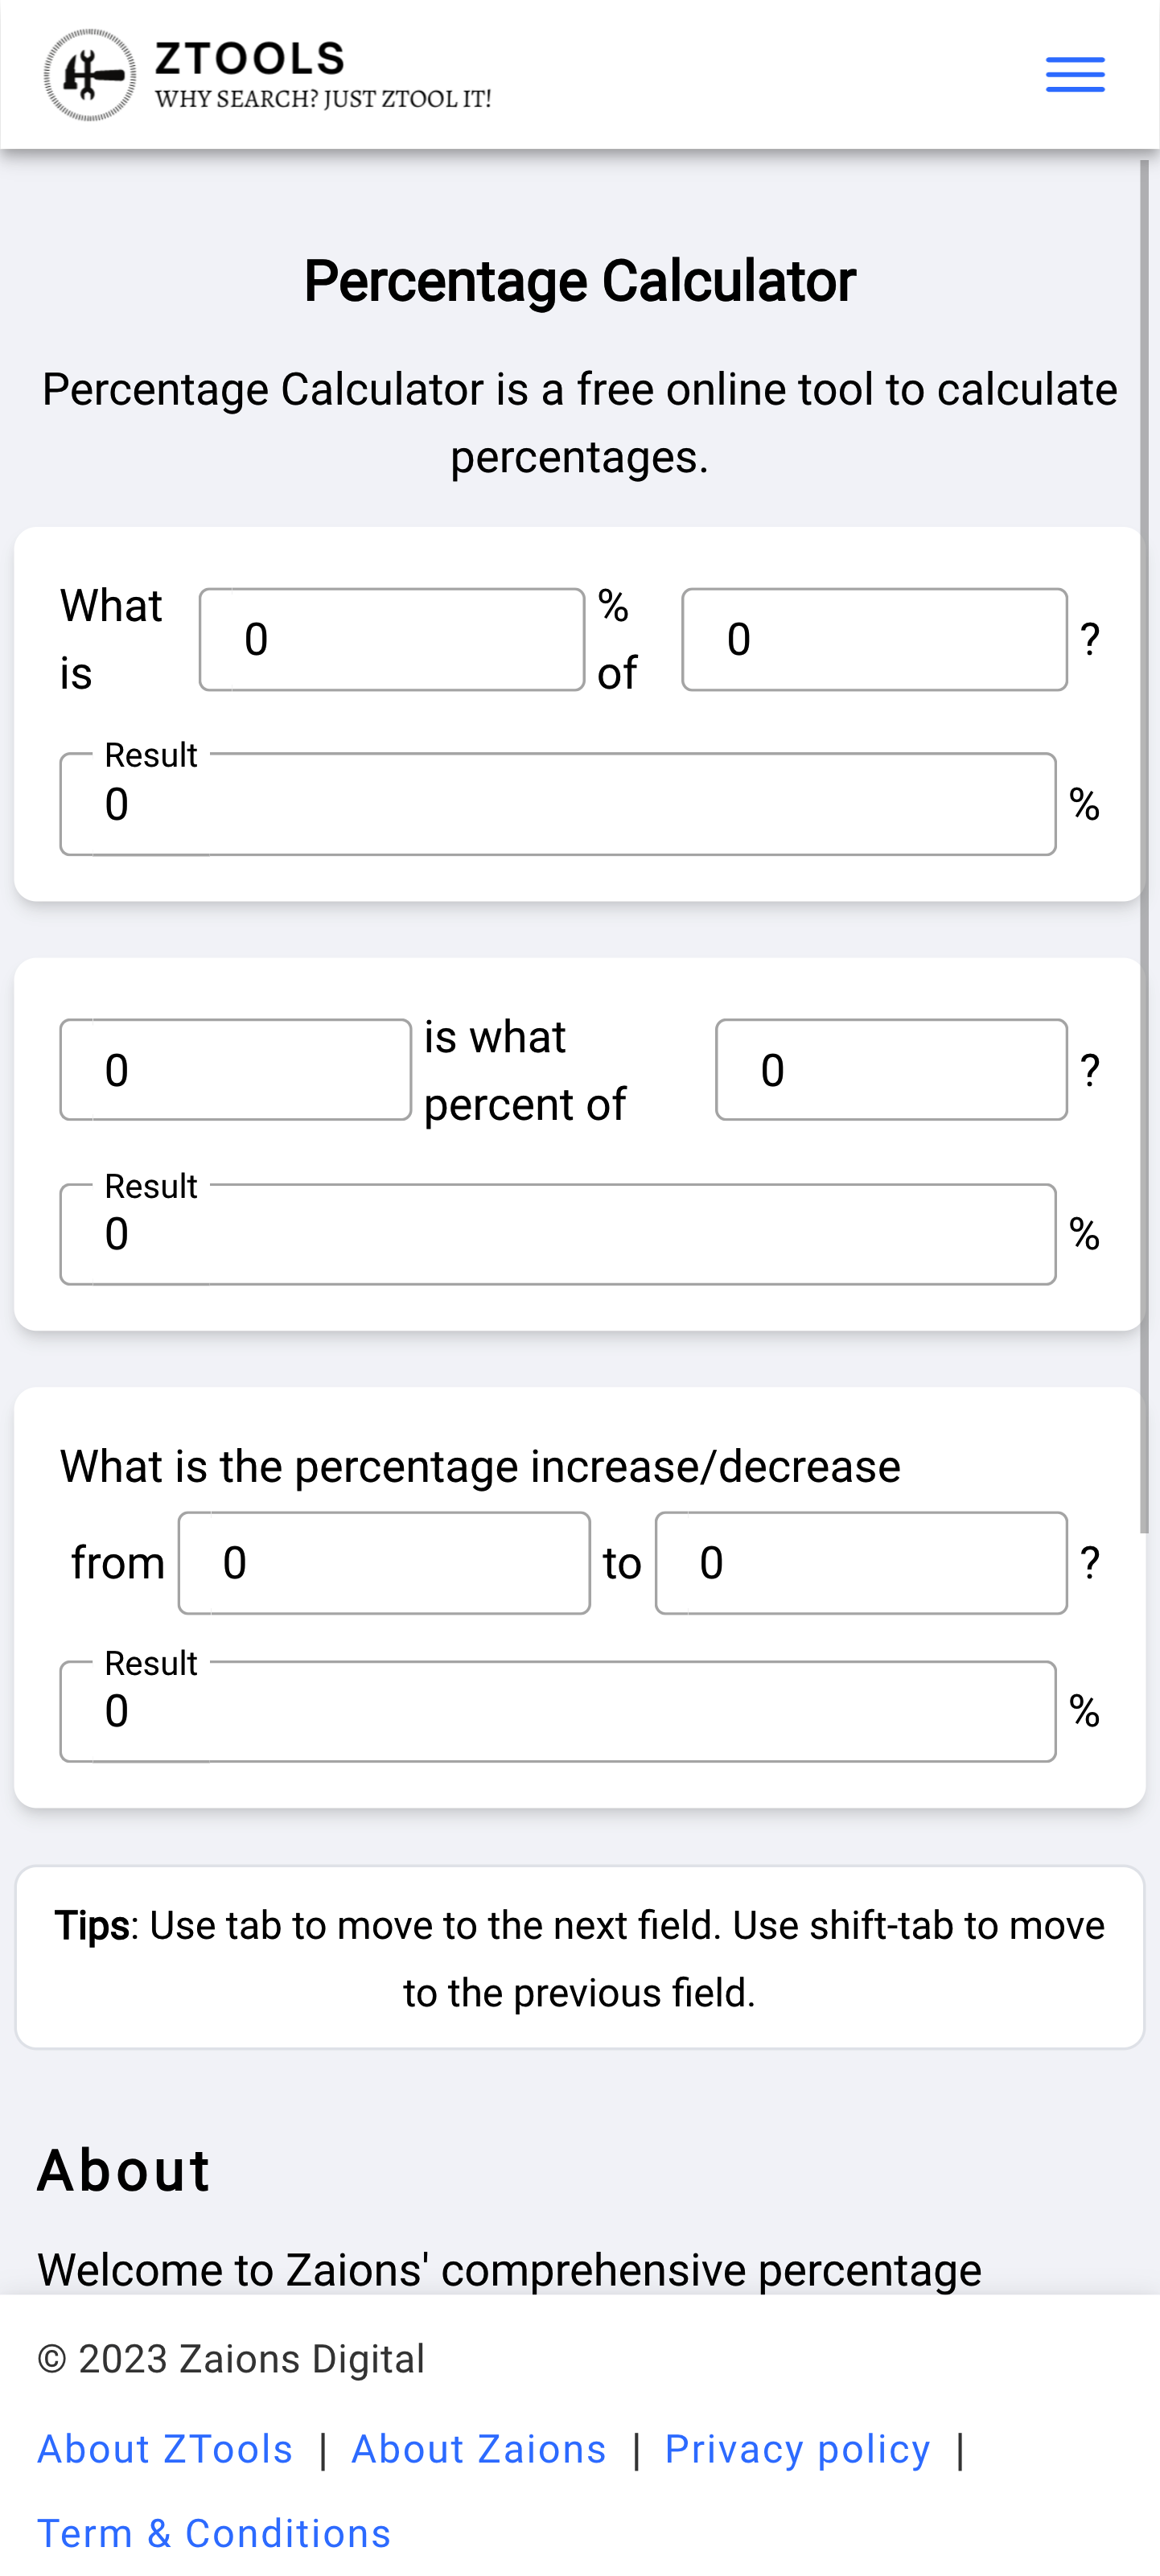 ZTOOLS
WHY SEARCH? JUST ZTOOL IT!
Percentage Calculator
Percentage Calculator is a free online tool to calculate
percentages.
What is 0 % of 0 ?
Result
0 %
0 is what percent of 0 ?
Result
0 %
What is the percentage increase/decrease
from 0 to 0 ?
Result
0 %
Tips: Use tab to move to the next field. Use shift-tab to move
to the previous field.
About
Welcome to Zaions' comprehensive percentage
© 2023 Zaions Digital
About ZTools | About Zaions | Privacy policy |
Term & Conditions